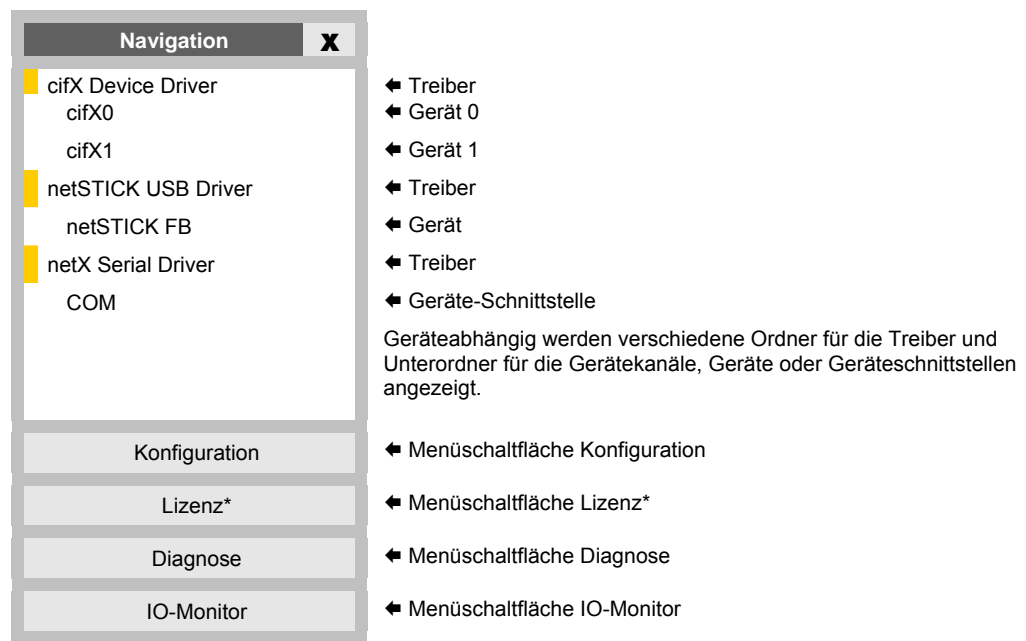 Navigation X
cifX Device Driver 🡄 Treiber
cifX0 🡄 Gerät 0
cifX1 🡄 Gerät 1
netSTICK USB Driver 🡄 Treiber
netSTICK FB 🡄 Gerät
netX Serial Driver 🡄 Treiber
COM 🡄 Geräte-Schnittstelle
Geräteabhängig werden verschiedene Ordner für die Treiber und
Unterordner für die Gerätekanäle, Geräte oder Geräteschnittstellen
angezeigt.
Konfiguration 🡄 Menüschaltfläche Konfiguration
Lizenz* 🡄 Menüschaltfläche Lizenz*
Diagnose 🡄 Menüschaltfläche Diagnose
IO-Monitor 🡄 Menüschaltfläche IO-Monitor